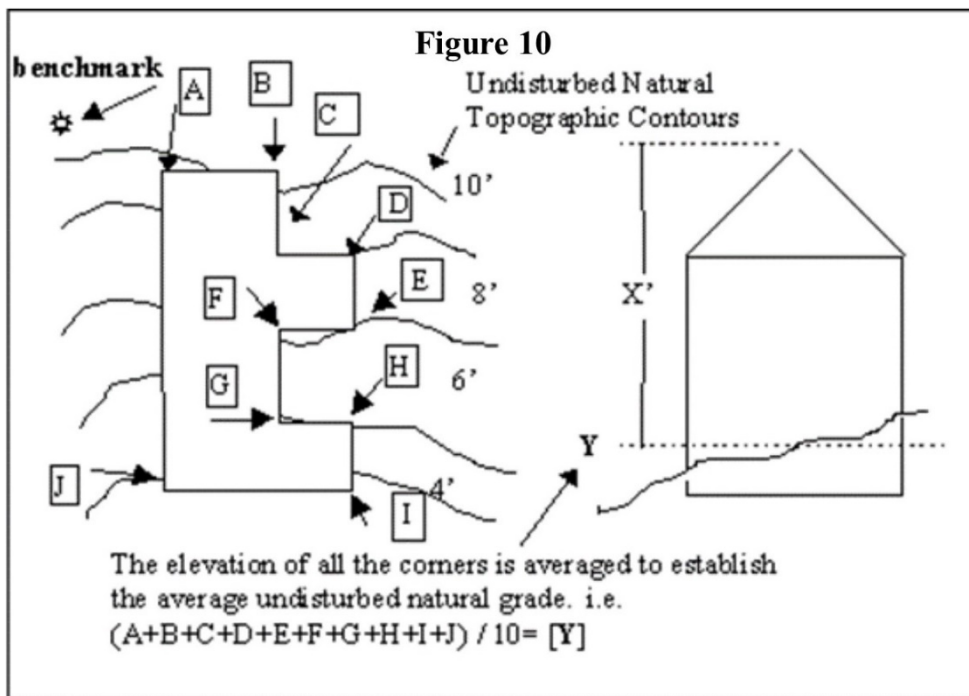 Figure 10
benchmark
A
B
C
Undisturbed Natural
Topographic Contours
10'
D
E
8'
F
X'
H
6'
G
Y
J
4'
I
The elevation of all the corners is averaged to establish
the average undisturbed natural grade. i.e.
(A+B+C+D+E+F+G+H+I+J) / 10= [Y]